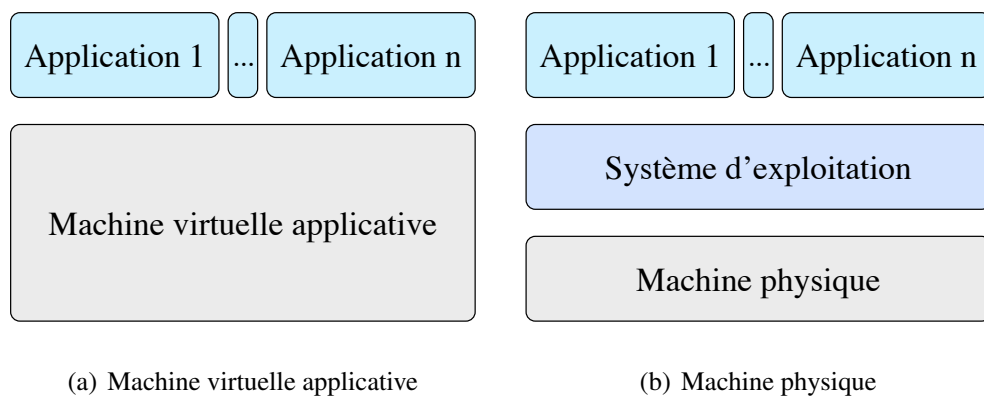 Application 1 ... Application n
Machine virtuelle applicative
(a) Machine virtuelle applicative
Application 1 ... Application n
Système d’exploitation
Machine physique
(b) Machine physique